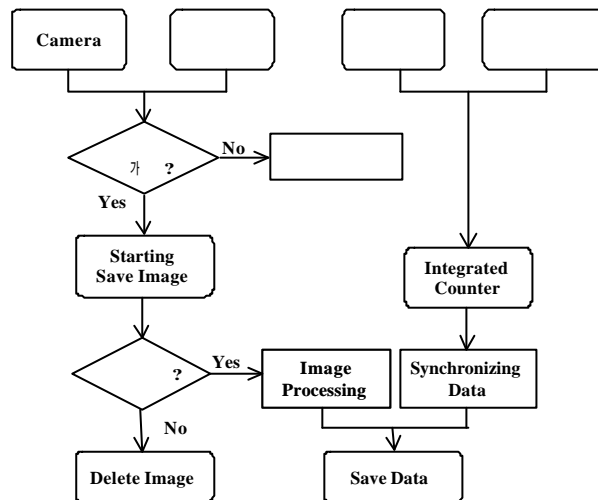 Camera
가 ?
No
Yes
Starting
Save Image
Integrated
Counter
?
Yes
Image
Processing
Synchronizing
Data
No
Delete Image
Save Data